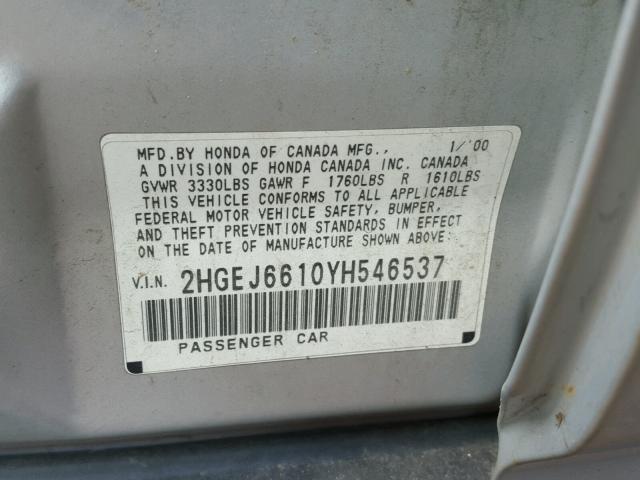 MFD.BY HONDA OF CANADA MFG., 1/'00
A DIVISION OF HONDA CANADA INC. CANADA
GVWR 3330LBS GAWR F 1760LBS R 1610LBS
THIS VEHICLE CONFORMS TO ALL APPLICABLE
FEDERAL MOTOR VEHICLE SAFETY, BUMPER,
AND THEFT PREVENTION STANDARDS IN EFFECT
ON THE DATE OF MANUFACTURE SHOWN ABOVE:
V.I.N. 2HGEJ6610YH546537
PASSENGER CAR